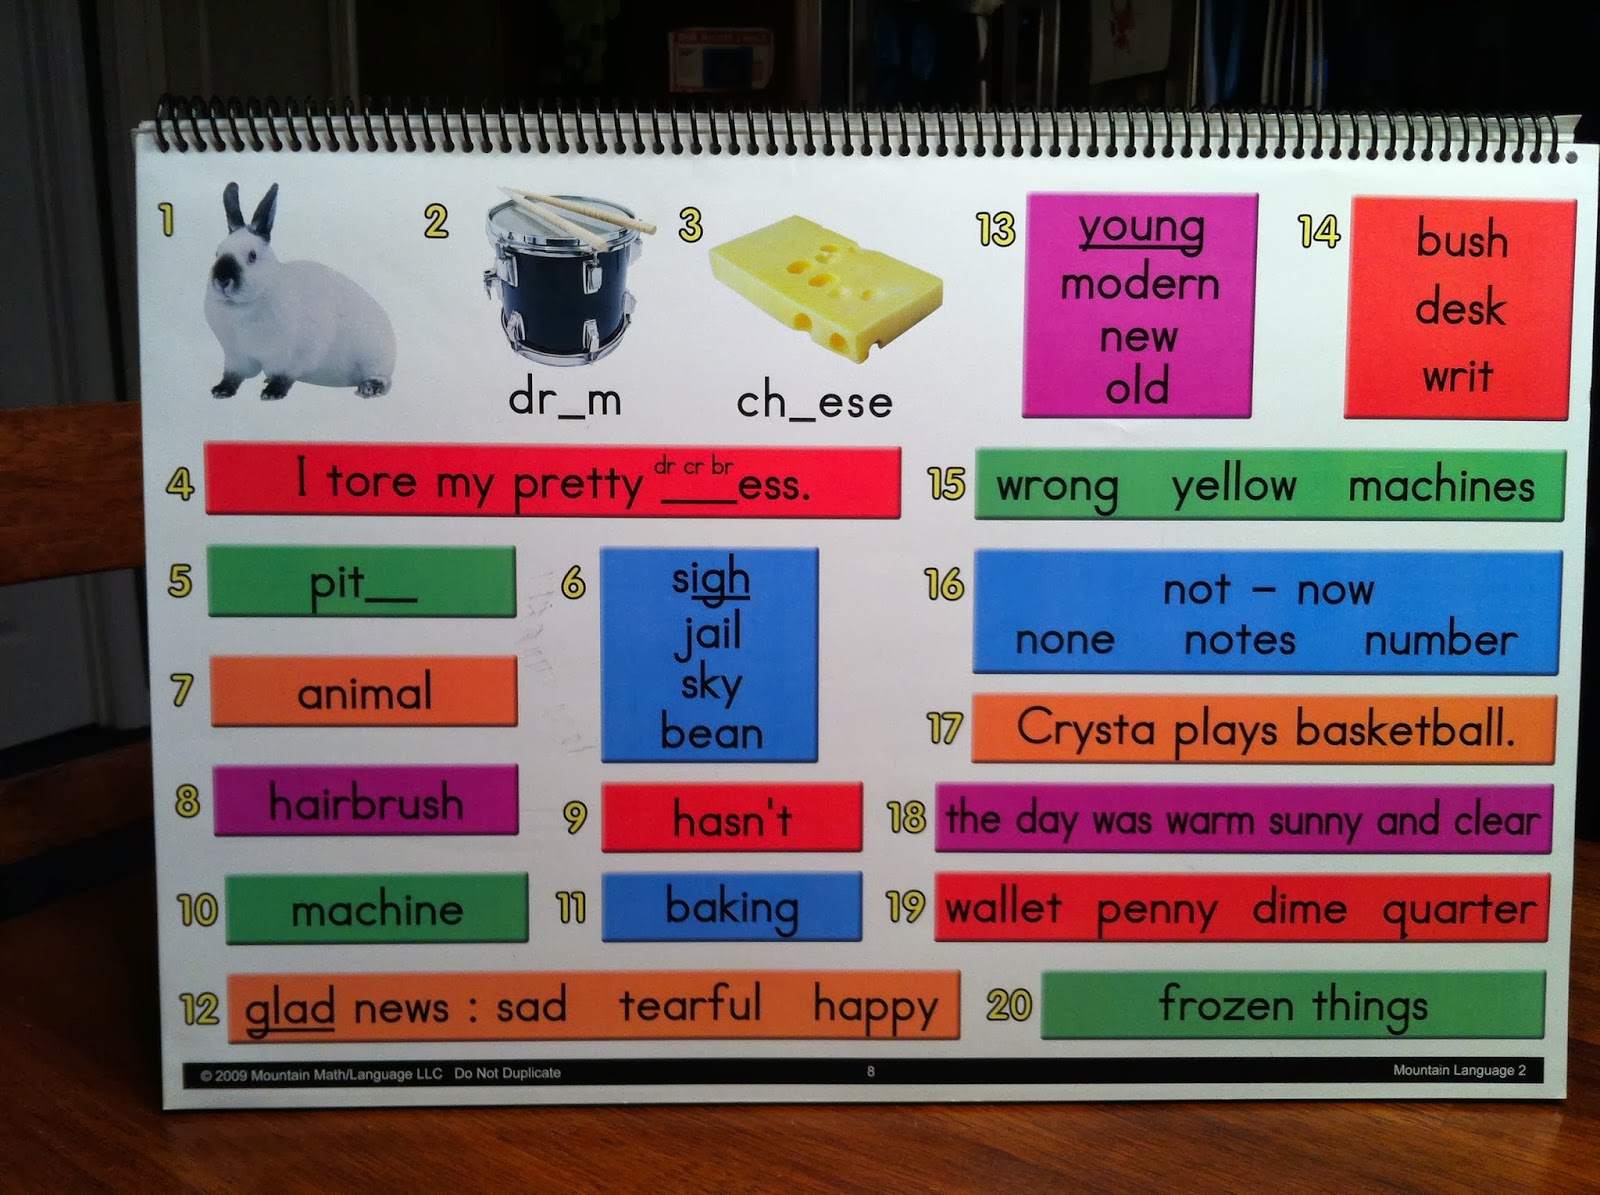 1
2
dr_m
3
ch_ese
4
dr cr br
I tore my pretty ___ess.
5
pit__
6
sigh
jail
sky
bean
7
animal
8
hairbrush
9
hasn't
10
machine
11
baking
12
glad news : sad tearful happy
13
young
modern
new
old
14
bush
desk
writ
15
wrong yellow machines
16
not - now
none notes number
17
Crysta plays basketball.
18
the day was warm sunny and clear
19
wallet penny dime quarter
20
frozen things
© 2009 Mountain Math/Language LLC Do Not Duplicate
8
Mountain Language 2